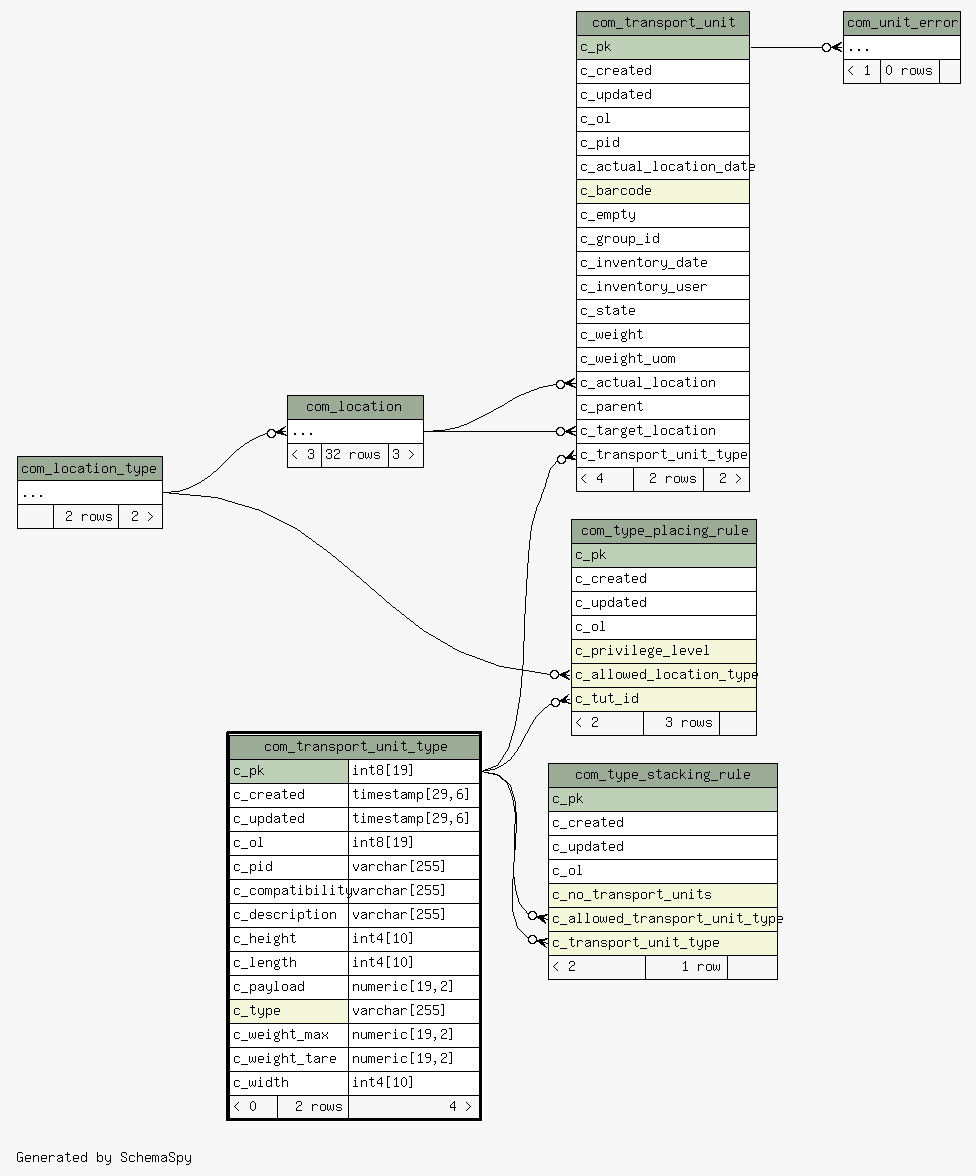 com_transport_unit
c_pk
c_created
c_updated
c_ol
c_pid
c_actual_location_date
c_barcode
c_empty
c_group_id
c_inventory_date
c_inventory_user
c_state
c_weight
c_weight_uom
c_actual_location
c_parent
c_target_location
c_transport_unit_type
< 4 2 rows 2 >
com_unit_error
...
< 1 0 rows
com_location
...
< 3 32 rows 3 >
com_location_type
...
2 rows 2 >
com_type_placing_rule
c_pk
c_created
c_updated
c_ol
c_privilege_level
c_allowed_location_type
c_tut_id
< 2 3 rows
com_transport_unit_type
c_pk int8[19]
c_created timestamp[29,6]
c_updated timestamp[29,6]
c_ol int8[19]
c_pid varchar[255]
c_compatibility varchar[255]
c_description varchar[255]
c_height int4[10]
c_length int4[10]
c_payload numeric[19,2]
c_type varchar[255]
c_weight_max numeric[19,2]
c_weight_tare numeric[19,2]
c_width int4[10]
< 0 2 rows 4 >
com_type_stacking_rule
c_pk
c_created
c_updated
c_ol
c_no_transport_units
c_allowed_transport_unit_type
c_transport_unit_type
< 2 1 row
Generated by SchemaSpy